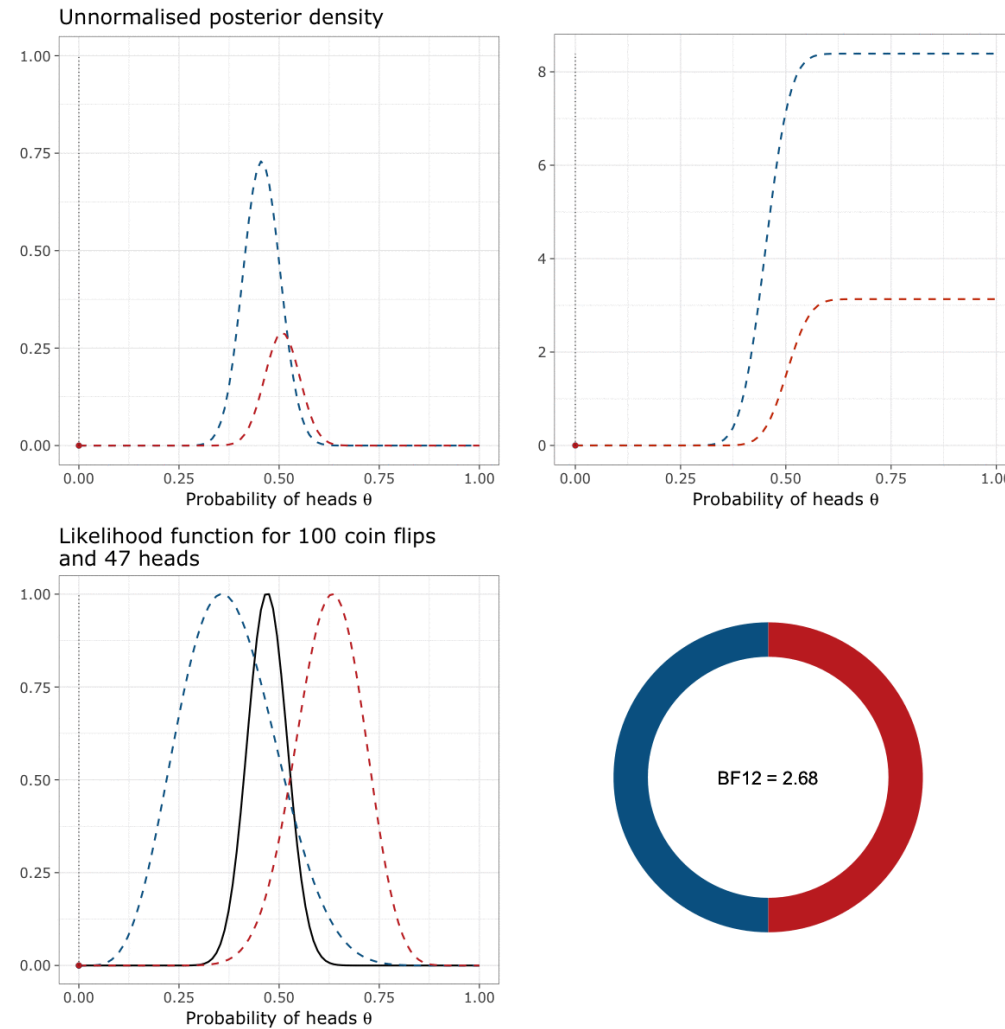 Unnormalised posterior density
1.00
0.75
0.50
0.25
0.00
0.00 0.25 0.50 0.75 1.00
Probability of heads θ
8
6
4
2
0
0.00 0.25 0.50 0.75 1.00
Probability of heads θ
Likelihood function for 100 coin flips
and 47 heads
1.00
0.75
0.50
0.25
0.00
0.00 0.25 0.50 0.75 1.00
Probability of heads θ
BF12 = 2.68